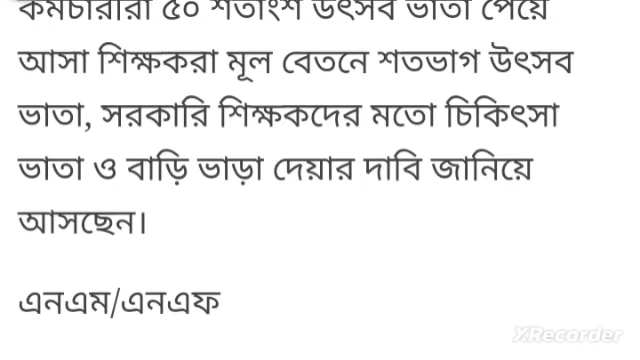 কর্মচারীরা ৫০ শতাংশ উৎসব ভাতা পেয়ে
আসা শিক্ষকরা মূল বেতনে শতভাগ উৎসব
ভাতা, সরকারি শিক্ষকদের মতো চিকিৎসা
ভাতা ও বাড়ি ভাড়া দেয়ার দাবি জানিয়ে
আসছেন।
এনএম/এনএফ
XRecorder